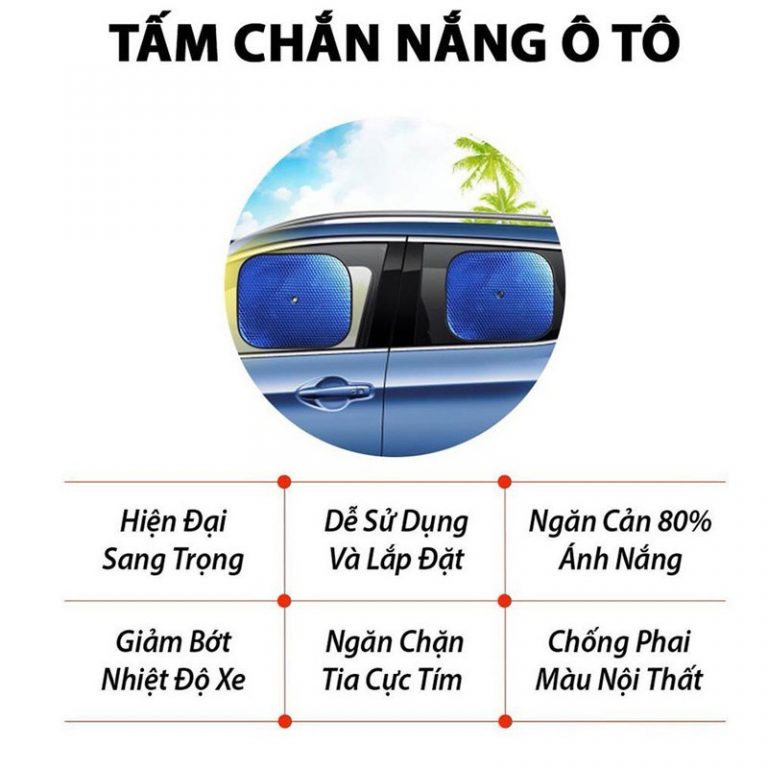 TẤM CHẮN NẮNG Ô TÔ
Hiện Đại
Sang Trọng
Dễ Sử Dụng
Và Lắp Đặt
Ngăn Cản 80%
Ánh Nắng
Giảm Bớt
Nhiệt Độ Xe
Ngăn Chặn
Tia Cực Tím
Chống Phai
Màu Nội Thất